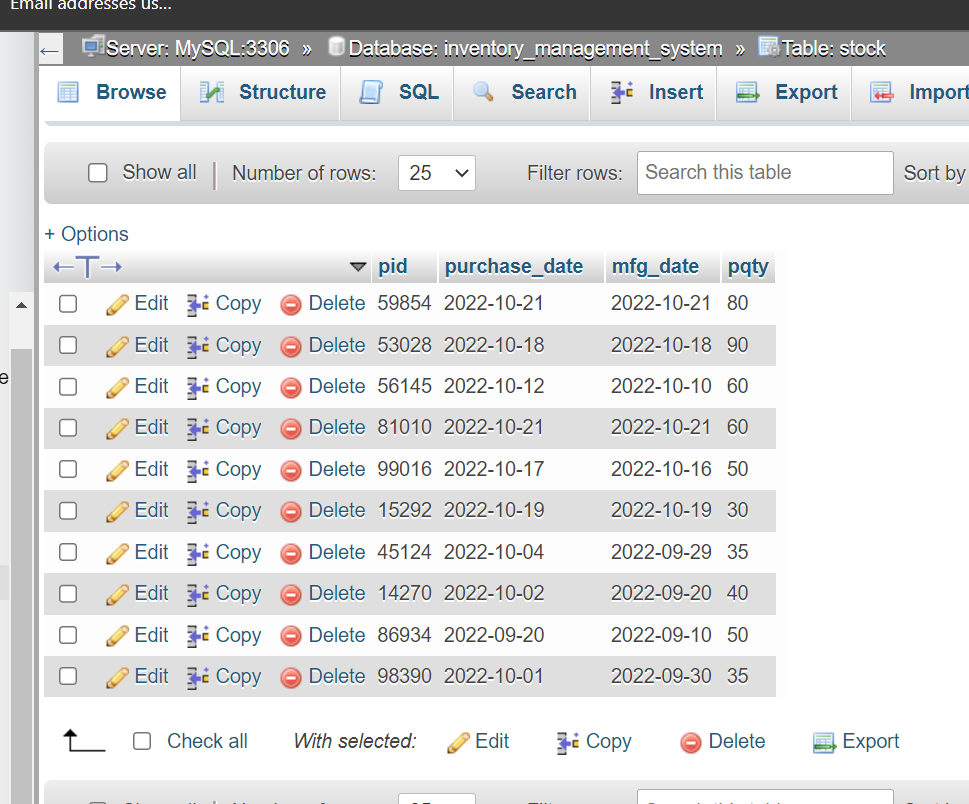 Email addresses us...
← Server: MySQL:3306 » Database: inventory_management_system » Table: stock
Browse Structure SQL Search Insert Export Import
Show all | Number of rows: 25 Filter rows: Search this table Sort by
+ Options
←T→ pid purchase_date mfg_date pqty
Edit Copy Delete 59854 2022-10-21 2022-10-21 80
Edit Copy Delete 53028 2022-10-18 2022-10-18 90
e
Edit Copy Delete 56145 2022-10-12 2022-10-10 60
Edit Copy Delete 81010 2022-10-21 2022-10-21 60
Edit Copy Delete 99016 2022-10-17 2022-10-16 50
Edit Copy Delete 15292 2022-10-19 2022-10-19 30
Edit Copy Delete 45124 2022-10-04 2022-09-29 35
Edit Copy Delete 14270 2022-10-02 2022-09-20 40
Edit Copy Delete 86934 2022-09-20 2022-09-10 50
Edit Copy Delete 98390 2022-10-01 2022-09-30 35
Check all With selected: Edit Copy Delete Export